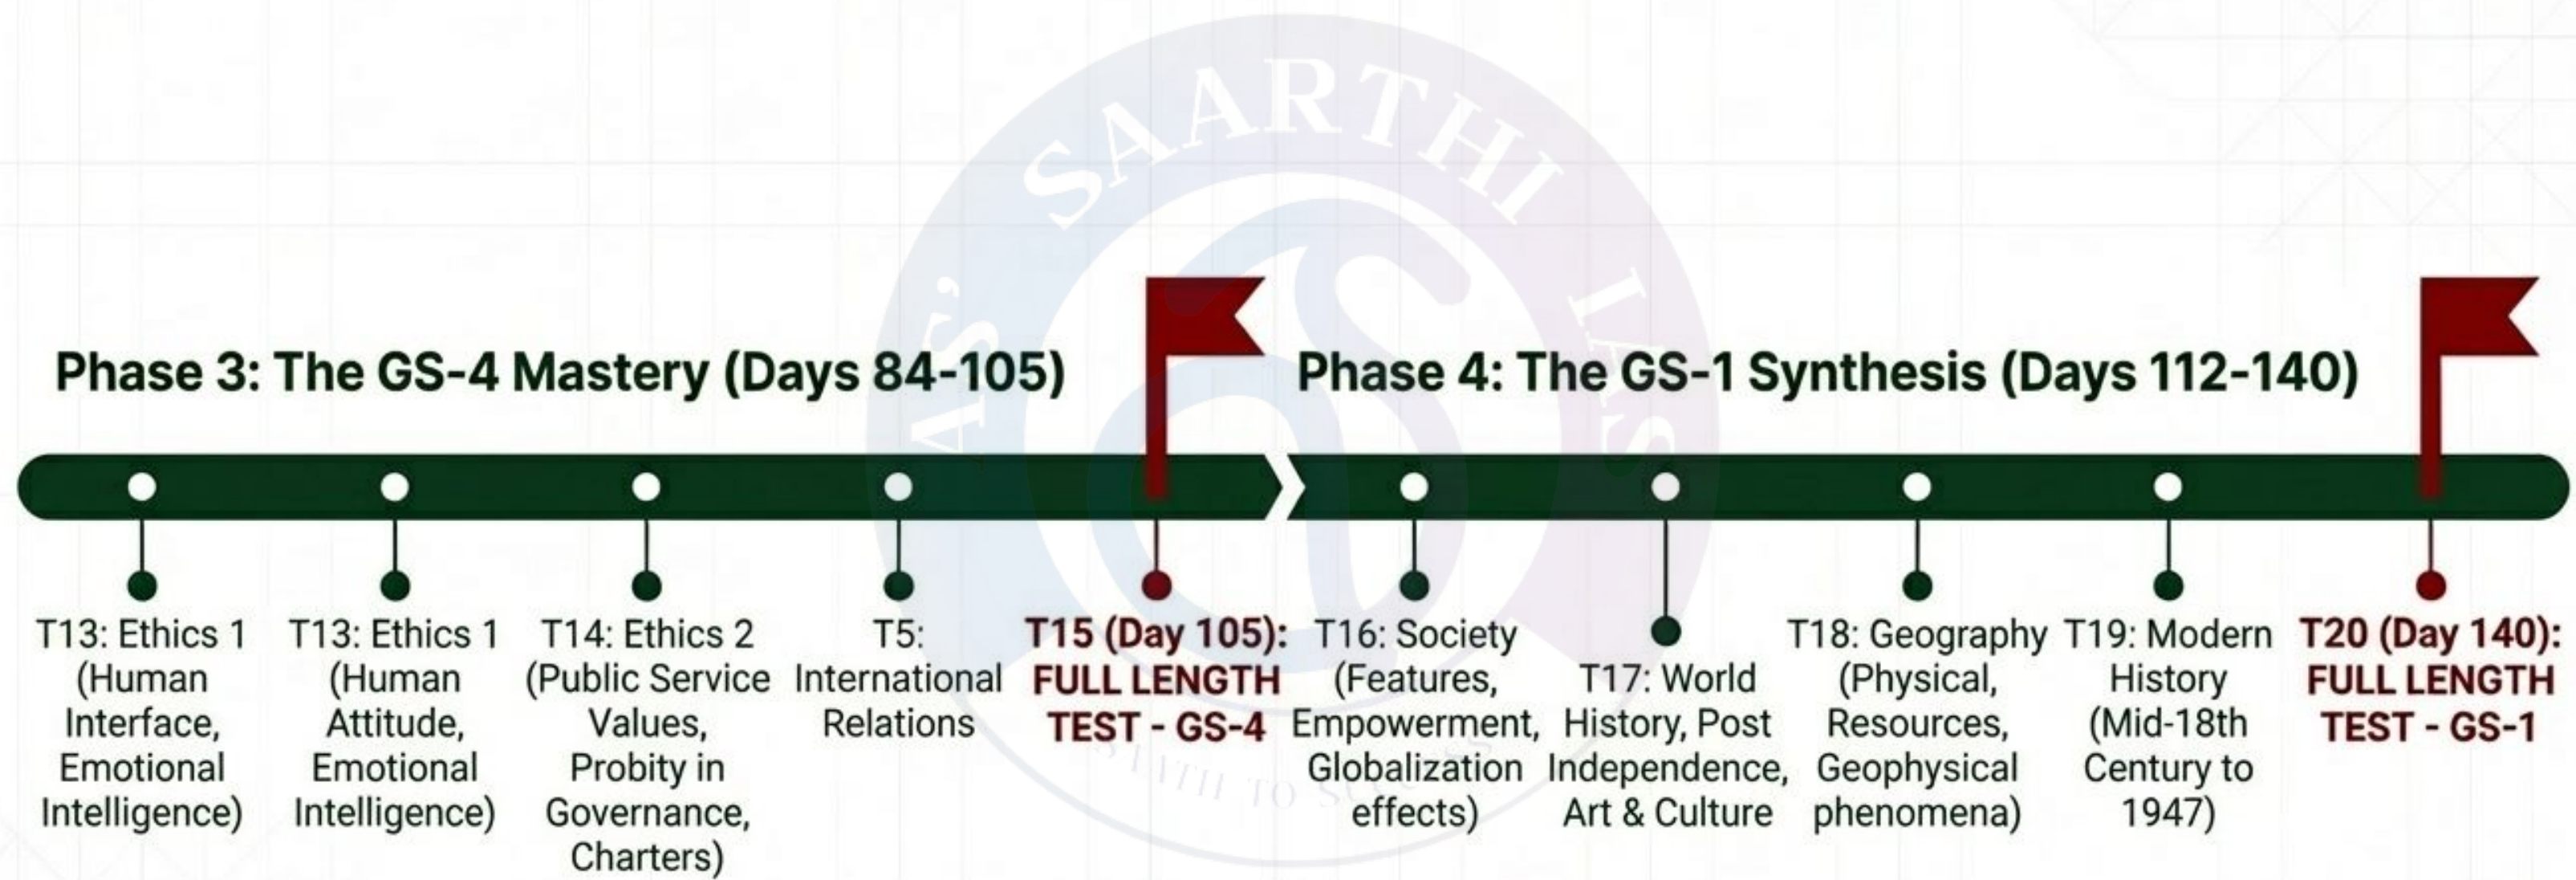 AS' SAARTHI IAS
Phase 3: The GS-4 Mastery (Days 84-105)
T13: Ethics 1
(Human
Interface,
Emotional
Intelligence)
T13: Ethics 1
(Human
Attitude,
Emotional
Intelligence)
T14: Ethics 2
(Public Service
Values,
Probity in
Governance,
Charters)
T5:
International
Relations
T15 (Day 105):
FULL LENGTH
TEST - GS-4
Phase 4: The GS-1 Synthesis (Days 112-140)
T16: Society
(Features,
Empowerment,
Globalization
effects)
T17: World
History, Post
Independence,
Art & Culture
T18: Geography
(Physical,
Resources,
Geophysical
phenomena)
T19: Modern
History
(Mid-18th
Century to
1947)
T20 (Day 140):
FULL LENGTH
TEST - GS-1